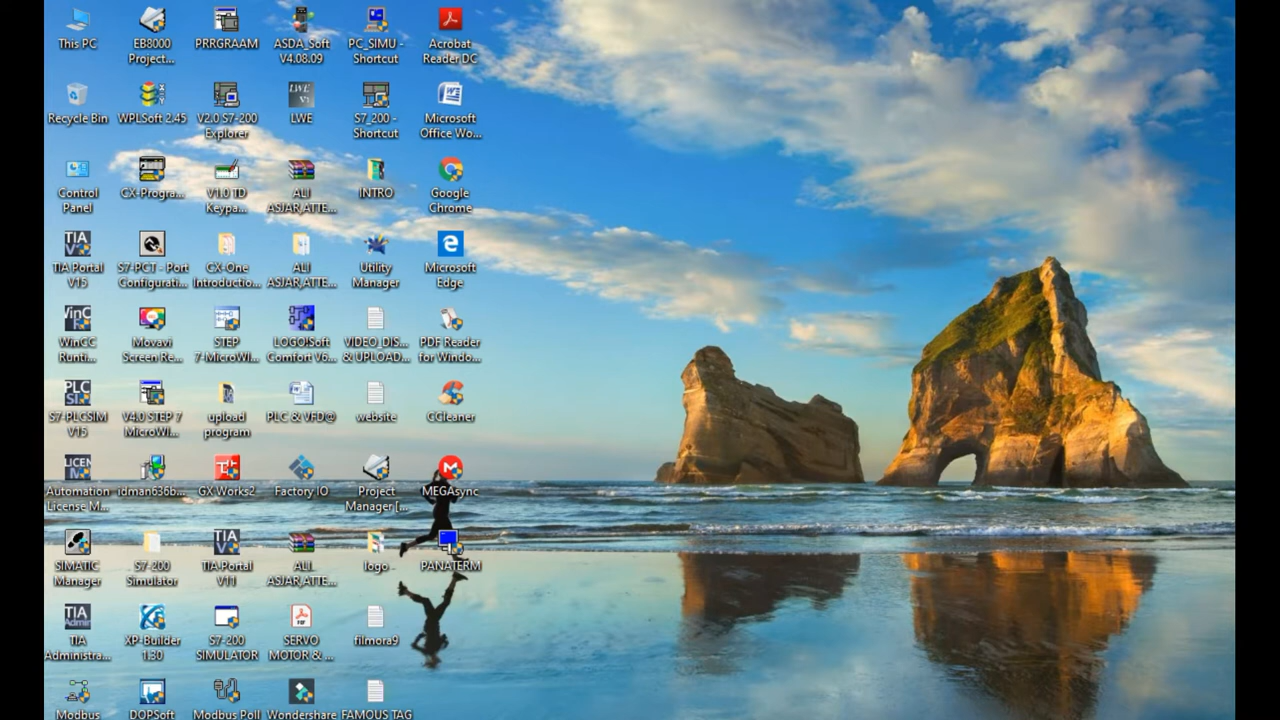 This PC
EB8000
Project...
PRRGRAAM
ASDA_Soft
V4.08.09
PC_SIMU -
Shortcut
Acrobat
Reader DC
Recycle Bin
WPLSoft 2.45
V2.0 S7-200
Explorer
LWE
S7_200 -
Shortcut
Microsoft
Office Wo...
Control
Panel
CX-Progra...
V1.0 TD
Keypa...
ALI
ASJAR,ATTE...
INTRO
Google
Chrome
TIA Portal
V15
S7-PCT - Port
Configurati...
CX-One
Introductio...
ALI
ASJAR,ATTE...
Utility
Manager
Microsoft
Edge
WinCC
Runti...
Movavi
Screen Re...
STEP
7-MicroWI...
LOGO!Soft
Comfort V6...
VIDEO_DIS...
& UPLOAD...
PDF Reader
for Windo...
S7-PLCSIM
V15
V4.0 STEP 7
MicroWI...
upload
program
PLC & VFD@
website
CCleaner
Automation
License M...
idman636b...
GX Works2
Factory IO
Project
Manager [...
MEGAsync
SIMATIC
Manager
S7-200
Simulator
TIA Portal
V11
ALI
ASJAR,ATTE...
logo
PANATERM
TIA
Administra...
XP-Builder
1.30
S7-200
SIMULATOR
SERVO
MOTOR & ...
filmora9
Modbus
DOPSoft
Modbus Poll
Wondershare
FAMOUS TAG